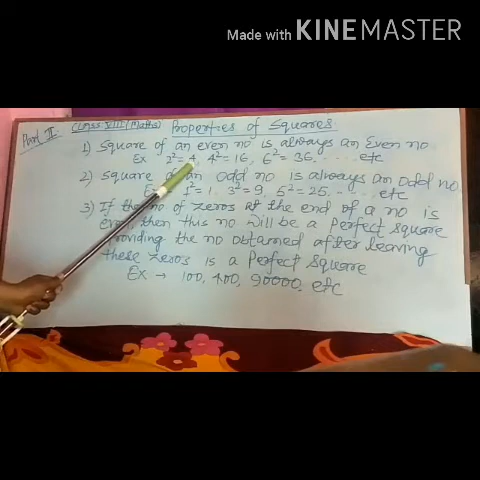 Made with KINEMASTER
Part II Class VIII (Maths) Properties of Squares
1) Square of an even no is always an Even no.
Ex 2² = 4, 4² = 16, 6² = 36. . . . . etc
2) Square of an odd no is always an odd no
Ex 1² = 1. 3² = 9, 5² = 25. . . . . etc
3) If the no of zeros at the end of a no is
even then this no will be a Perfect square
Providing the no obtained after leaving
these zeros is a Perfect square
Ex → 100, 400, 90000, etc